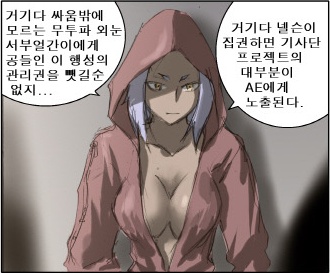 거기다 싸움밖에
모르는 무투파 외눈
서부얼간이에게
공들인 이 행성의
관리권을 뺏길순
없지...
거기다 넬슨이
집권하면 기사단
프로젝트의
대부분이
AE에게
노출된다.